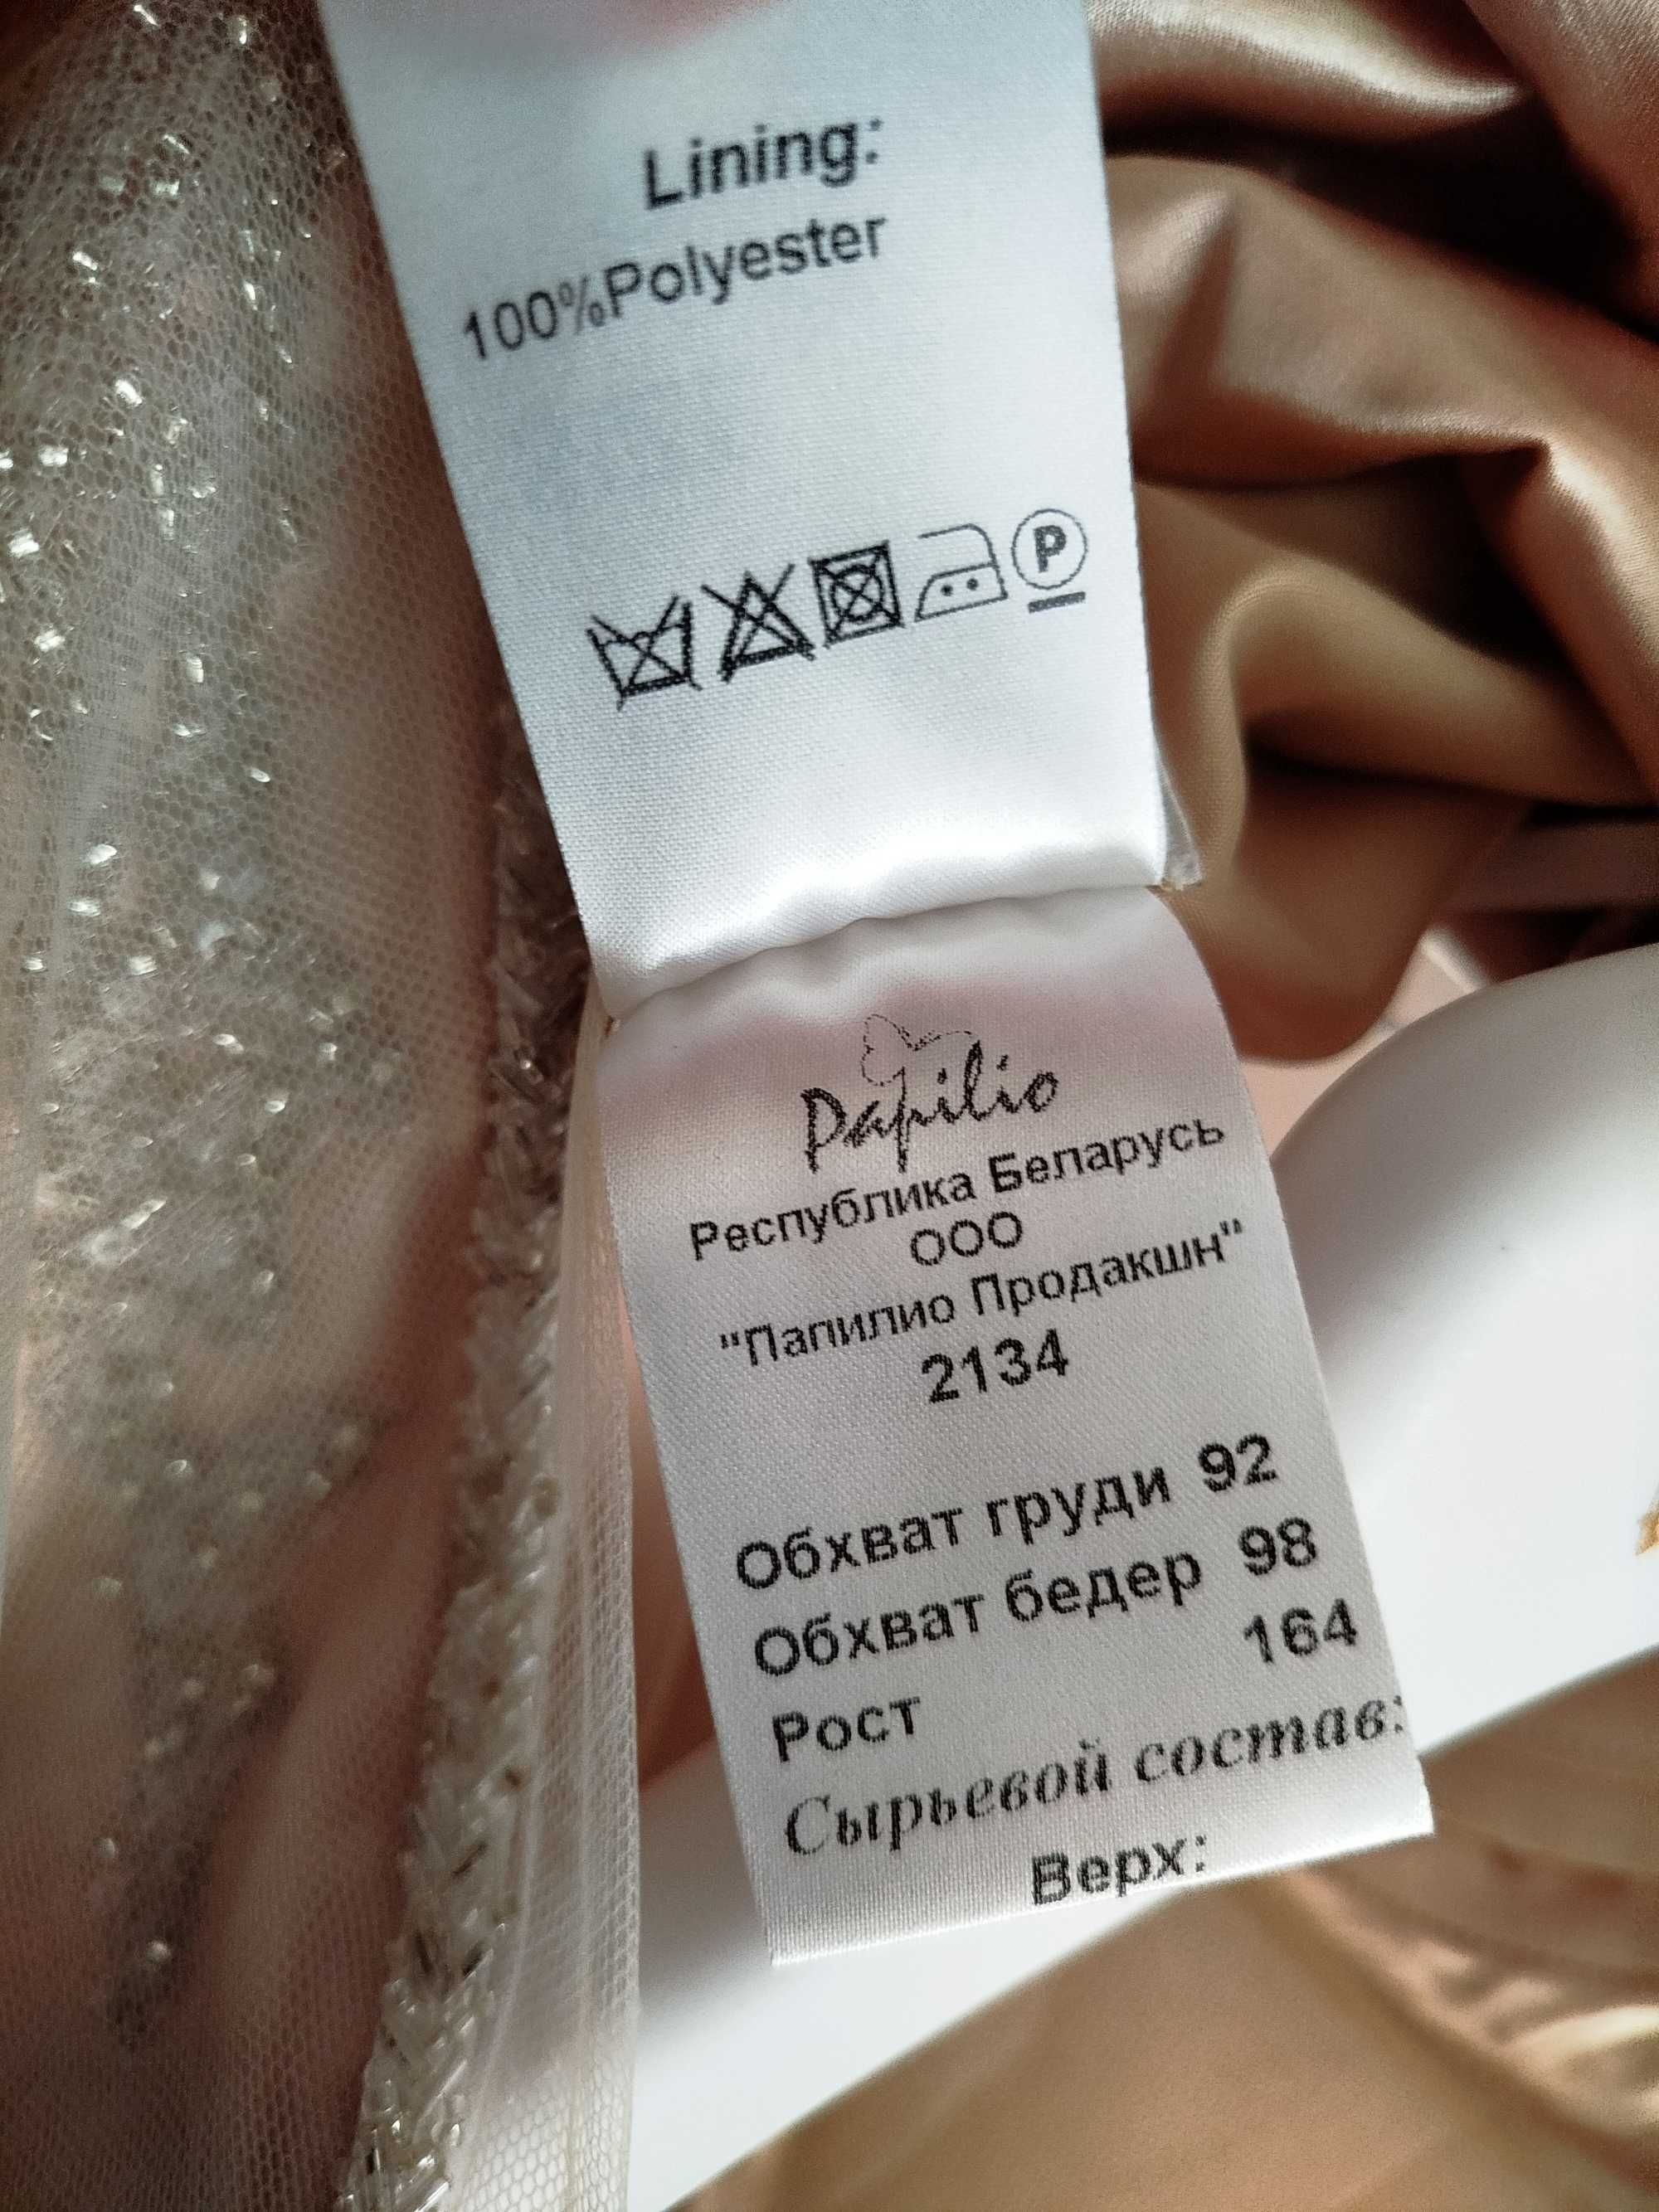 Lining:
100%Polyester
P
Papilio
Республика Беларусь
ООО
"Папилио Продакшн"
2134
Обхват груди 92
Обхват бедер 98
Рост 164
Сырьевой состав:
Верх: